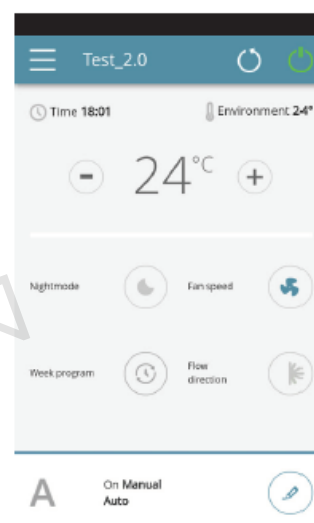 Test_2.0
Time 18:01 Environment 24°
- 24°C +
Nightmode Fan speed
Week program Flow
direction
A On Manual
Auto